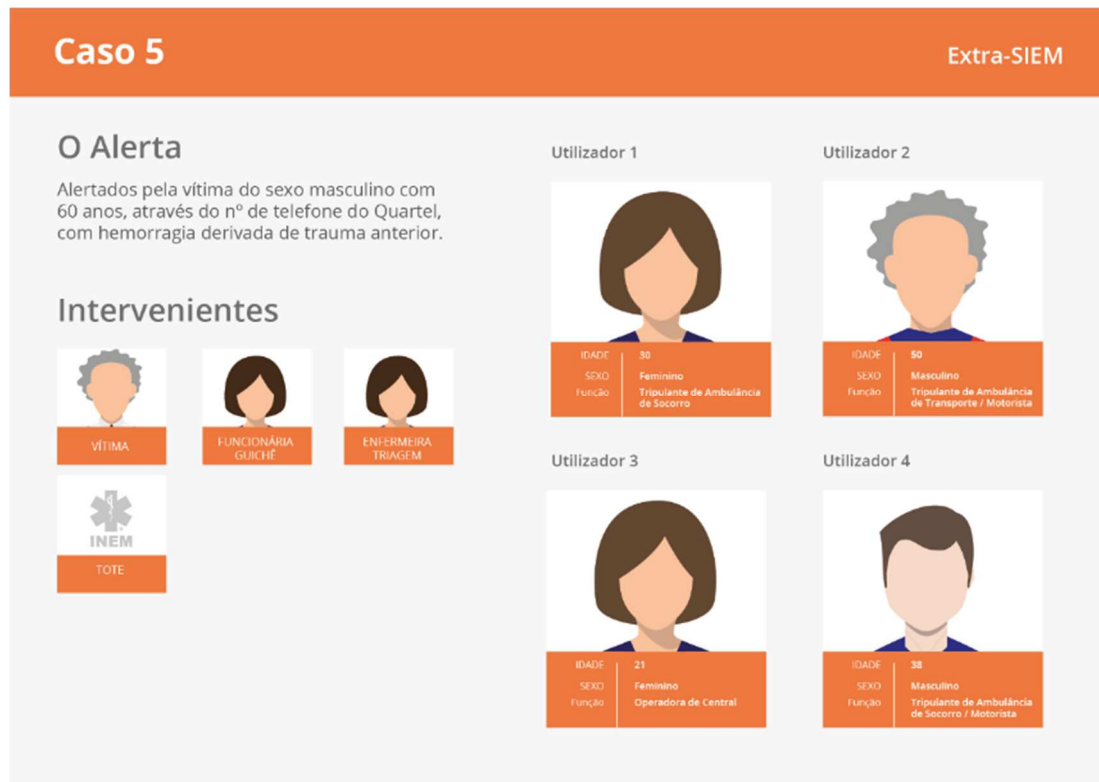 Caso 5
Extra-SIEM
O Alerta
Alertados pela vítima do sexo masculino com
60 anos, através do nº de telefone do Quartel,
com hemorragia derivada de trauma anterior.
Intervenientes
VÍTIMA
FUNCIONÁRIA
GUICHÊ
ENFERMEIRA
TRIAGEM
INEM
TOTE
Utilizador 1
IDADE 30
SEXO Feminino
Função Tripulante de Ambulância
de Socorro
Utilizador 2
IDADE 50
SEXO Masculino
Função Tripulante de Ambulância
de Transporte / Motorista
Utilizador 3
IDADE 21
SEXO Feminino
Função Operadora de Central
Utilizador 4
IDADE 38
SEXO Masculino
Função Tripulante de Ambulância
de Socorro / Motorista